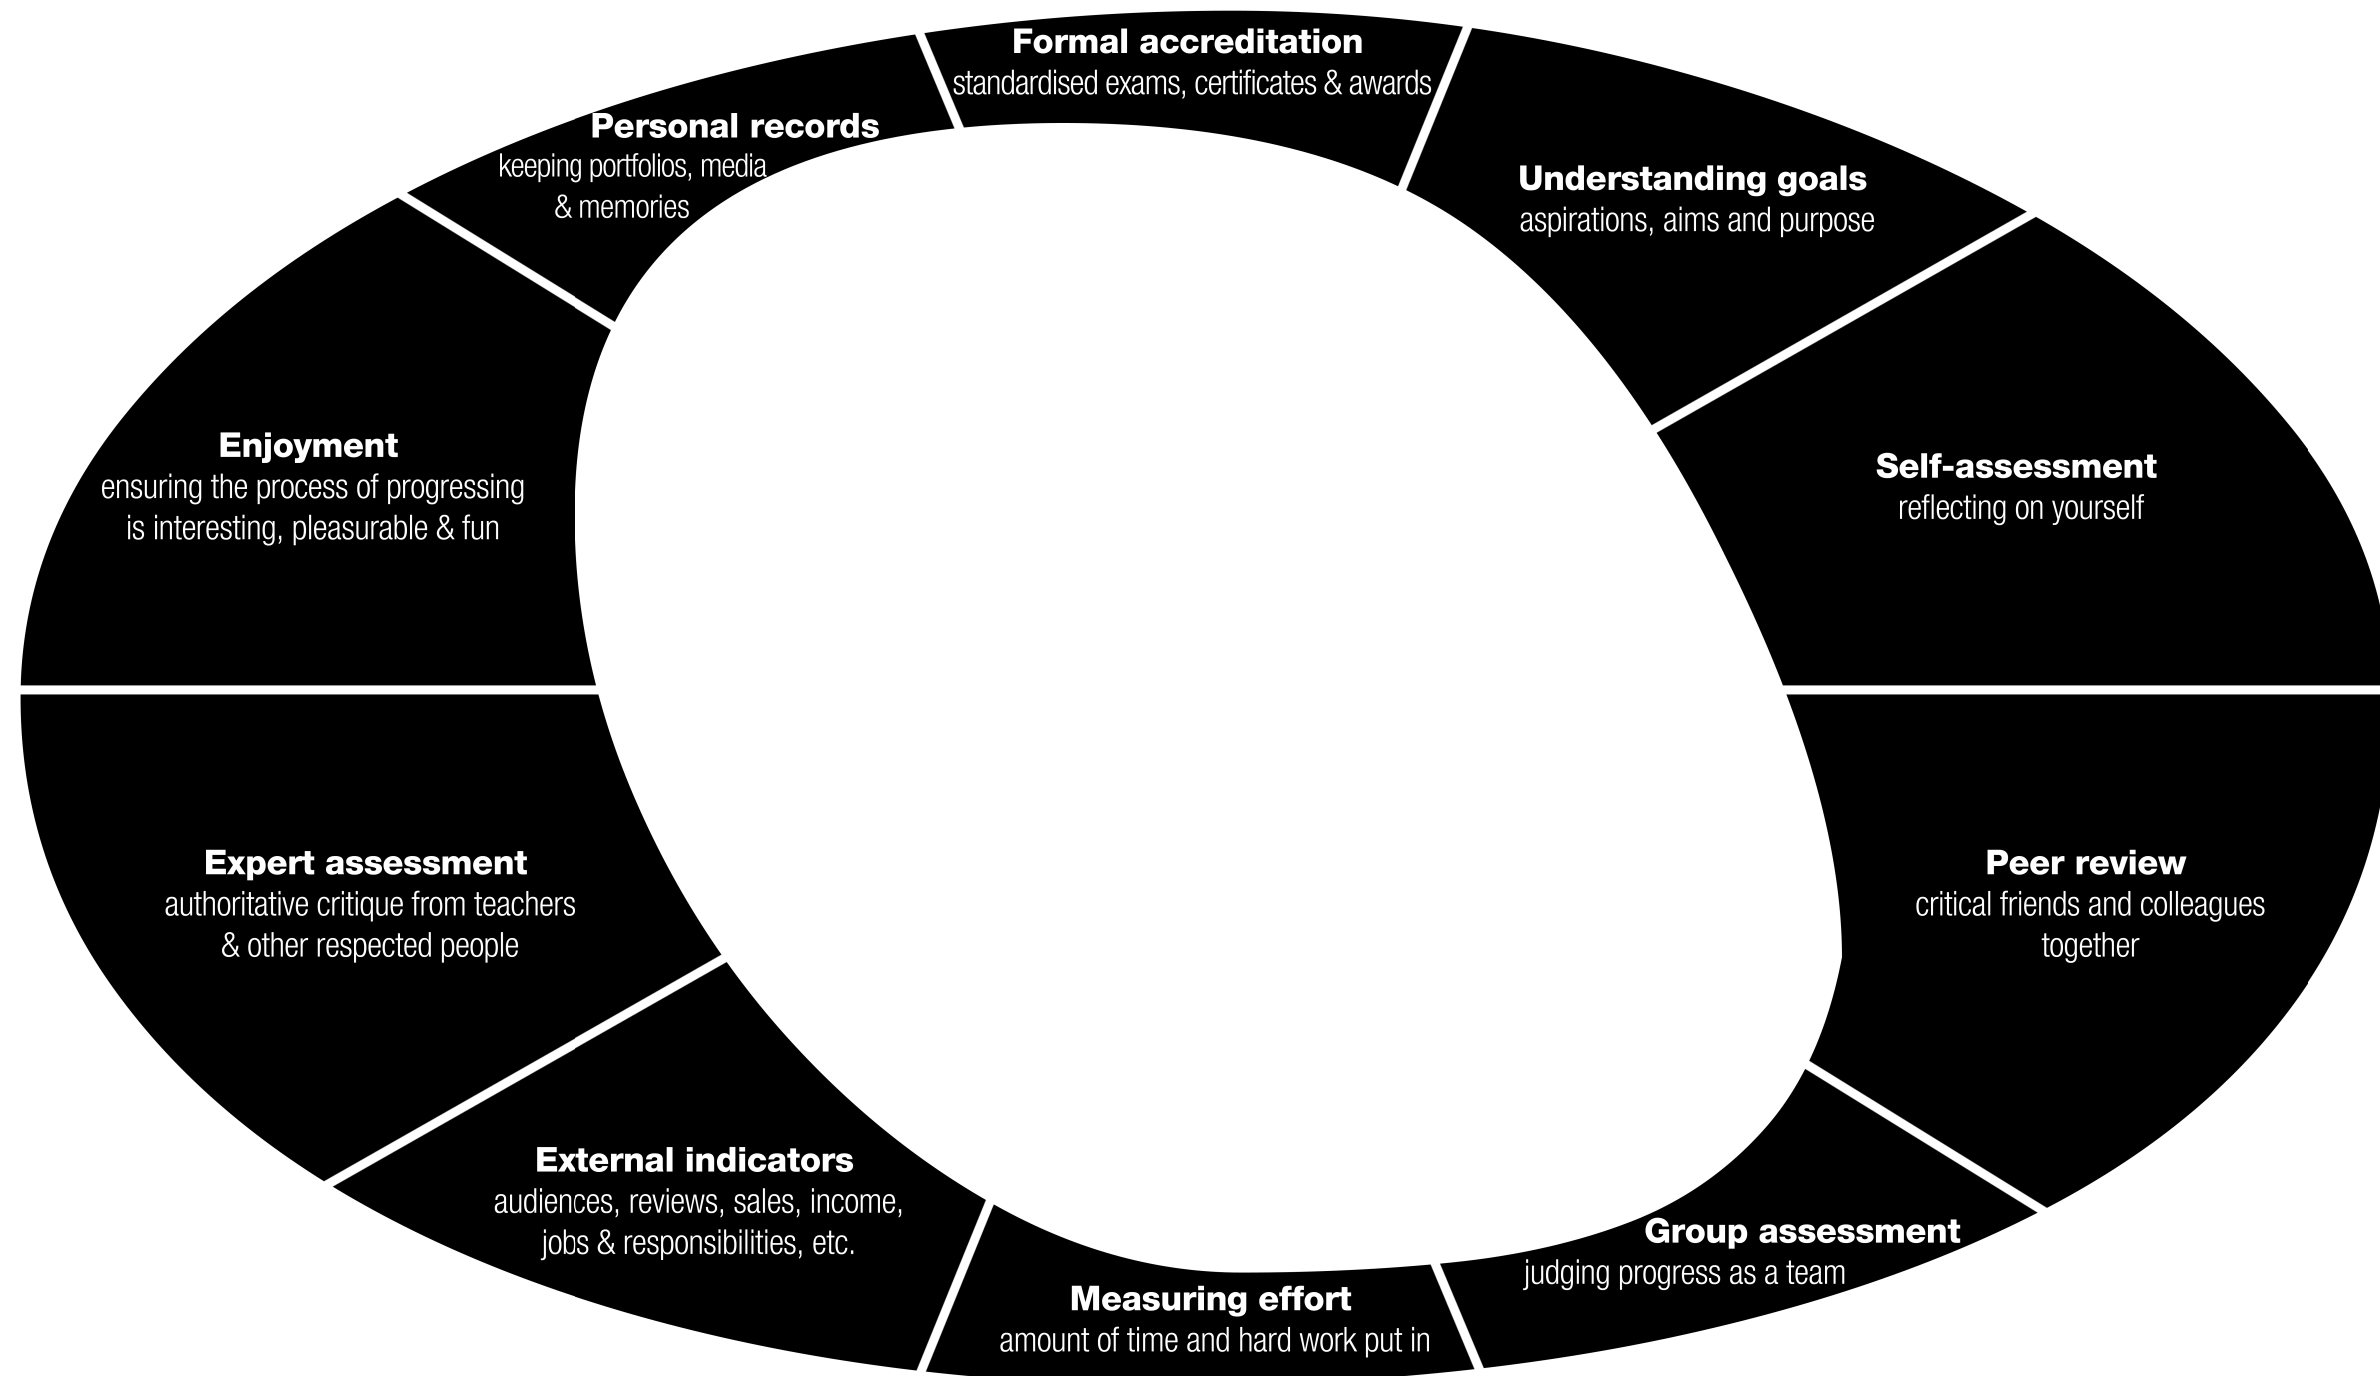 Formal accreditation
standardised exams, certificates & awards
Understanding goals
aspirations, aims and purpose
Self-assessment
reflecting on yourself
Peer review
critical friends and colleagues
together
Group assessment
judging progress as a team
Measuring effort
amount of time and hard work put in
External indicators
audiences, reviews, sales, income,
jobs & responsibilities, etc.
Expert assessment
authoritative critique from teachers
& other respected people
Enjoyment
ensuring the process of progressing
is interesting, pleasurable & fun
Personal records
keeping portfolios, media
& memories